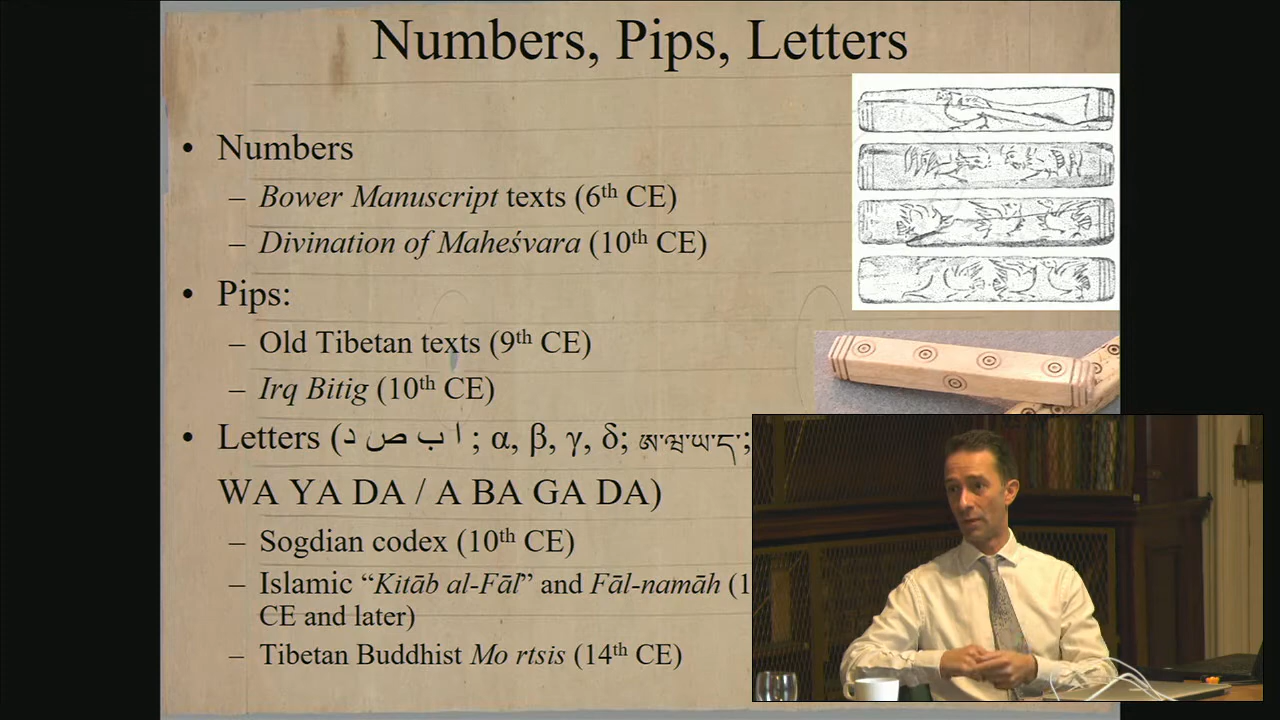 Numbers, Pips, Letters
• Numbers
– Bower Manuscript texts (6th CE)
– Divination of Maheśvara (10th CE)
• Pips:
– Old Tibetan texts (9th CE)
– Irq Bitig (10th CE)
• Letters (ا ب ص د ; α, β, γ, δ; ཨ་ཝ་ཡ་ད་;
WA YA DA / A BA GA DA)
– Sogdian codex (10th CE)
– Islamic “Kitāb al-Fāl” and Fāl-namāh (1
CE and later)
– Tibetan Buddhist Mo rtsis (14th CE)